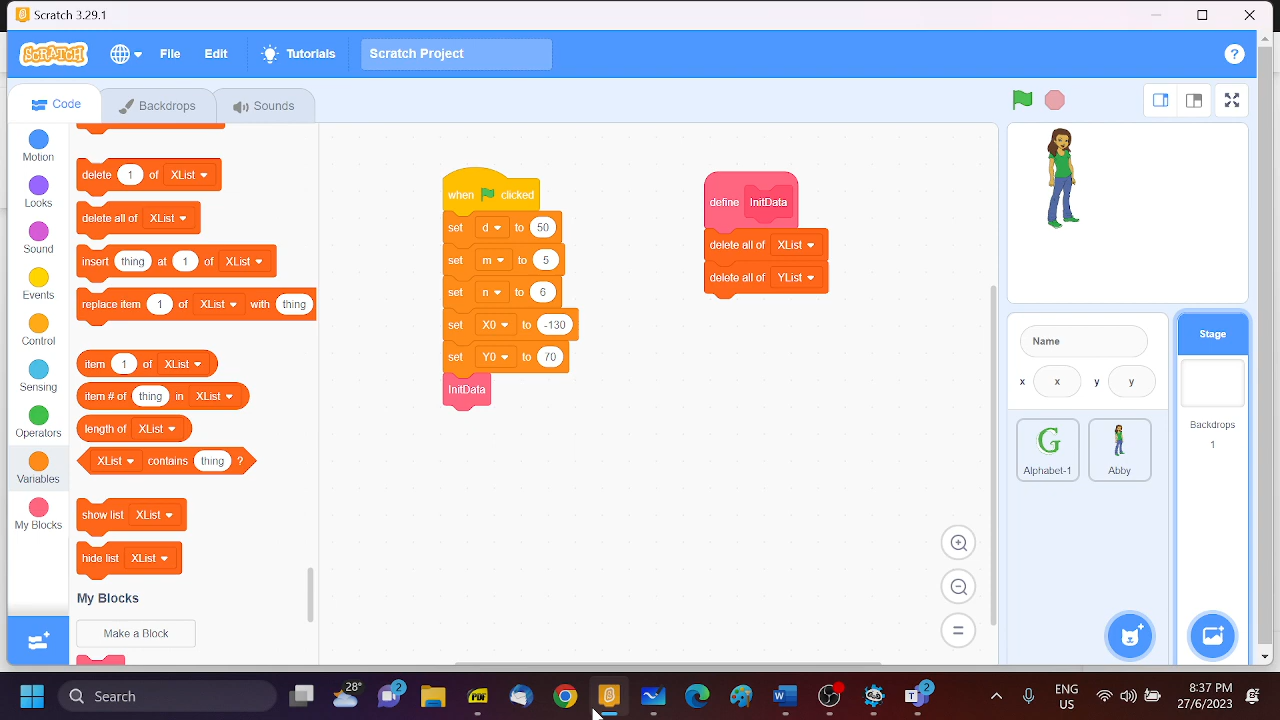 Scratch 3.29.1
SCRATCH
File
Edit
Tutorials
Scratch Project
?
Code
Backdrops
Sounds
Motion
Looks
Sound
Events
Control
Sensing
Operators
Variables
My Blocks
delete 1 of XList
delete all of XList
insert thing at 1 of XList
replace item 1 of XList with thing
item 1 of XList
item # of thing in XList
length of XList
XList contains thing ?
show list XList
hide list XList
My Blocks
Make a Block
when clicked
set d to 50
set m to 5
set n to 6
set X0 to -130
set Y0 to 70
InitData
define InitData
delete all of XList
delete all of YList
Name
x x y y
G
Alphabet-1
Abby
Stage
Backdrops
1
Search
28°
2
PDF
W
T
2
ENG
US
8:37 PM
27/6/2023